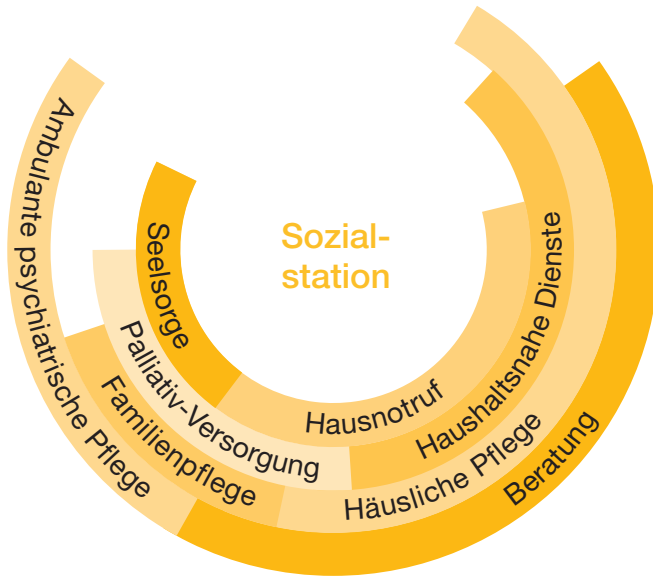 Sozial-
station
Seelsorge
Hausnotruf
Palliativ-Versorgung
Haushaltsnahe Dienste
Familienpflege
Häusliche Pflege
Ambulante psychiatrische Pflege
Beratung